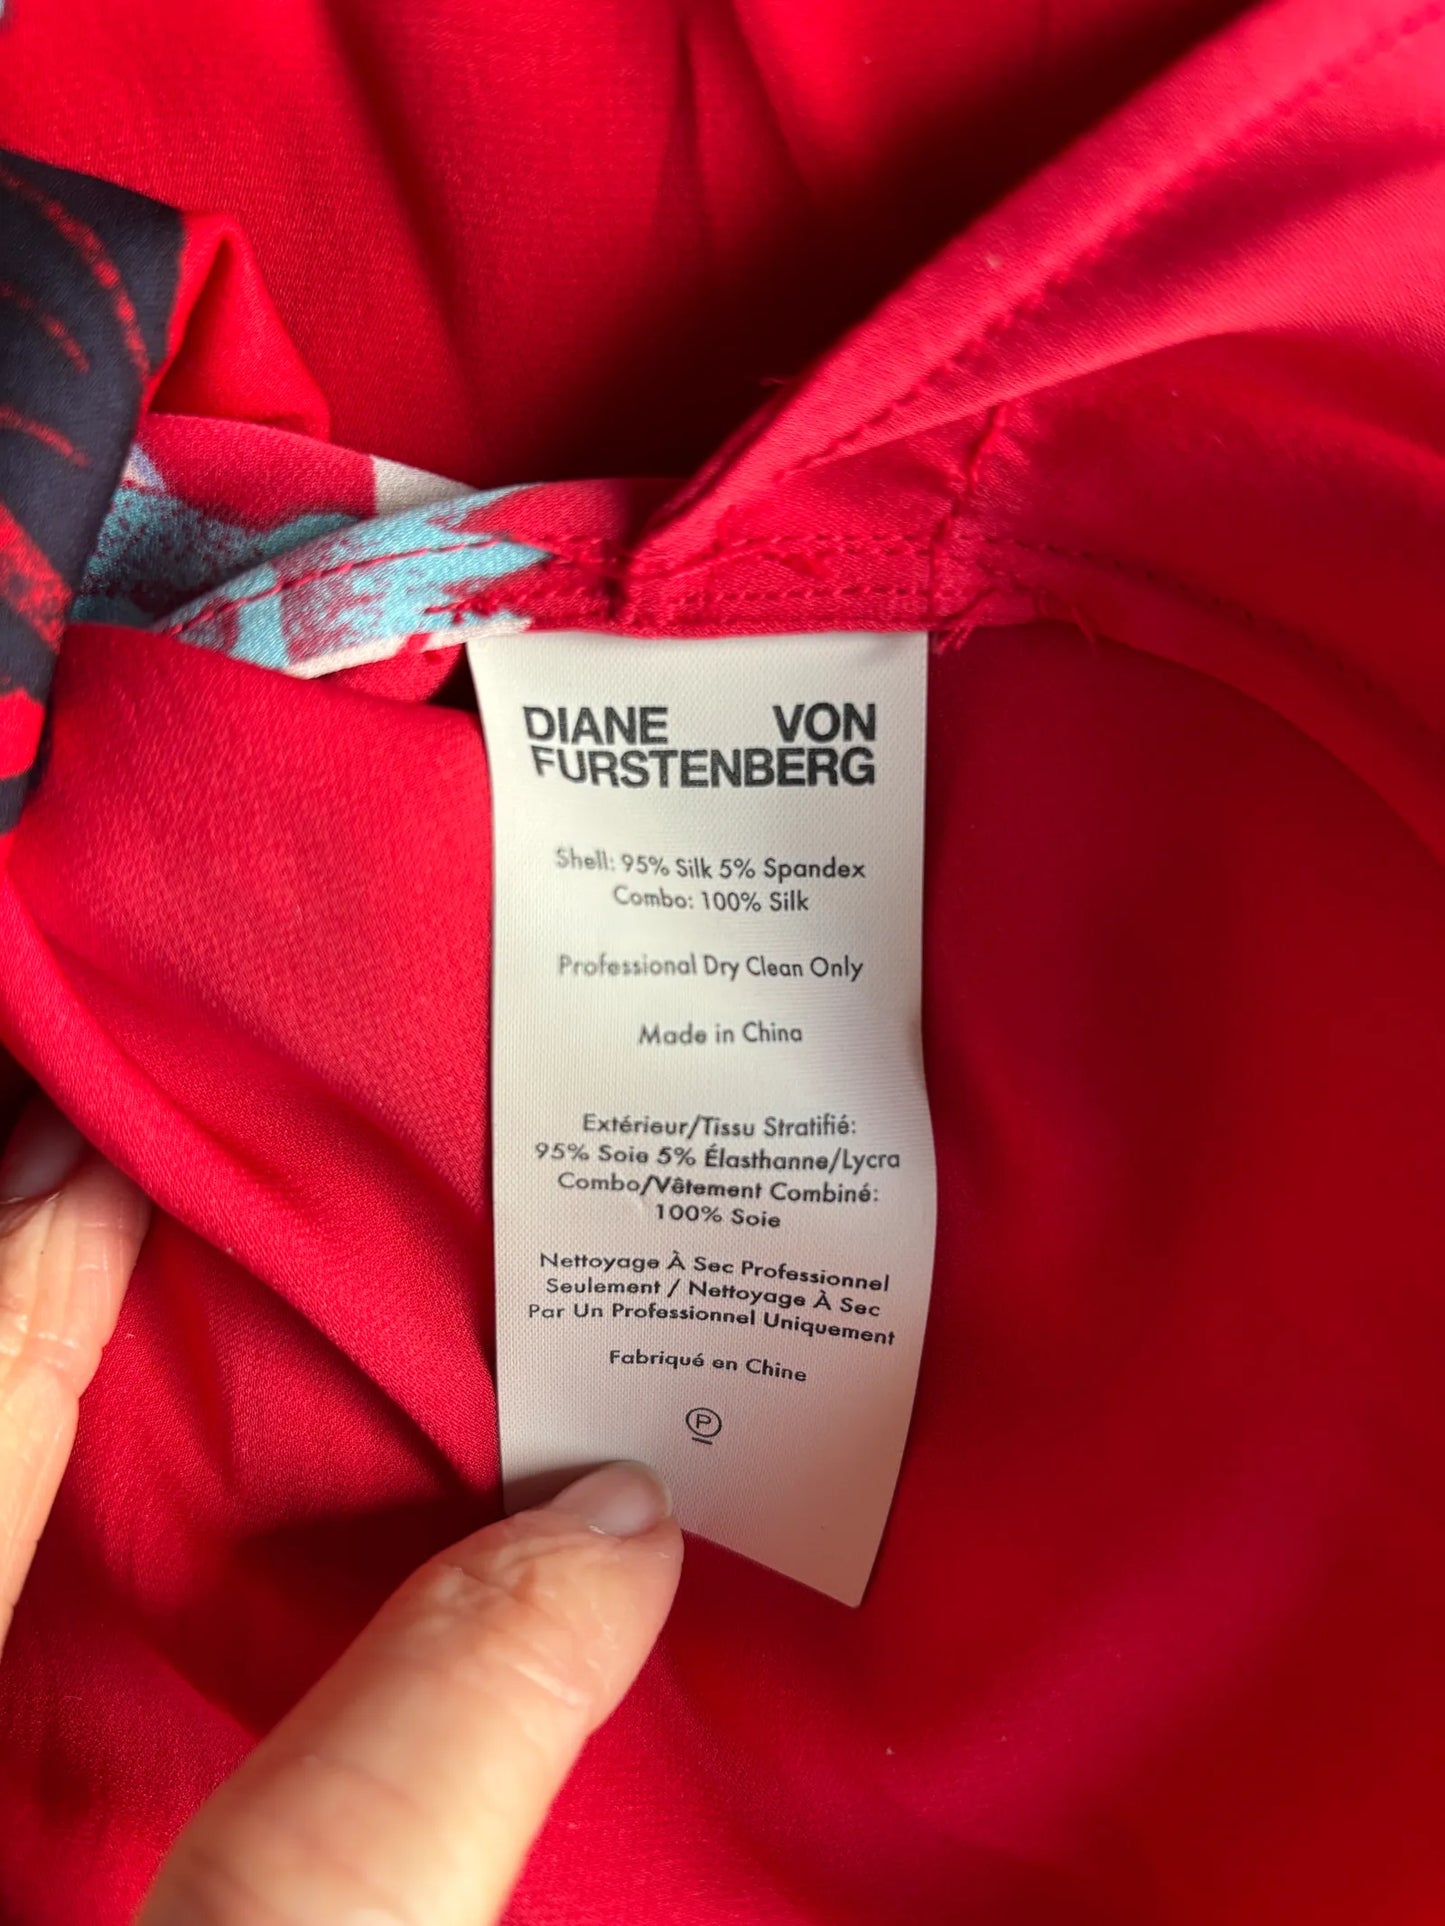 DIANE VON
FURSTENBERG
Shell: 95% Silk 5% Spandex
Combo: 100% Silk
Professional Dry Clean Only
Made in China
Extérieur/Tissu Stratifié:
95% Soie 5% Élasthanne/Lycra
Combo/Vêtement Combiné:
100% Soie
Nettoyage À Sec Professionnel
Seulement / Nettoyage À Sec
Par Un Professionnel Uniquement
Fabriqué en Chine
P